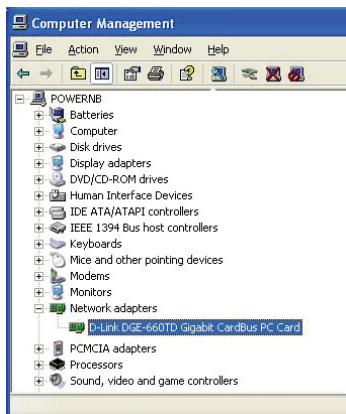 Computer Management
File Action View Window Help
POWERNB
Batteries
Computer
Disk drives
Display adapters
DVD/CD-ROM drives
Human Interface Devices
IDE ATA/ATAPI controllers
IEEE 1394 Bus host controllers
Keyboards
Mice and other pointing devices
Modems
Monitors
Network adapters
D-Link DGE-660TD Gigabit CardBus PC Card
PCMCIA adapters
Processors
Sound, video and game controllers